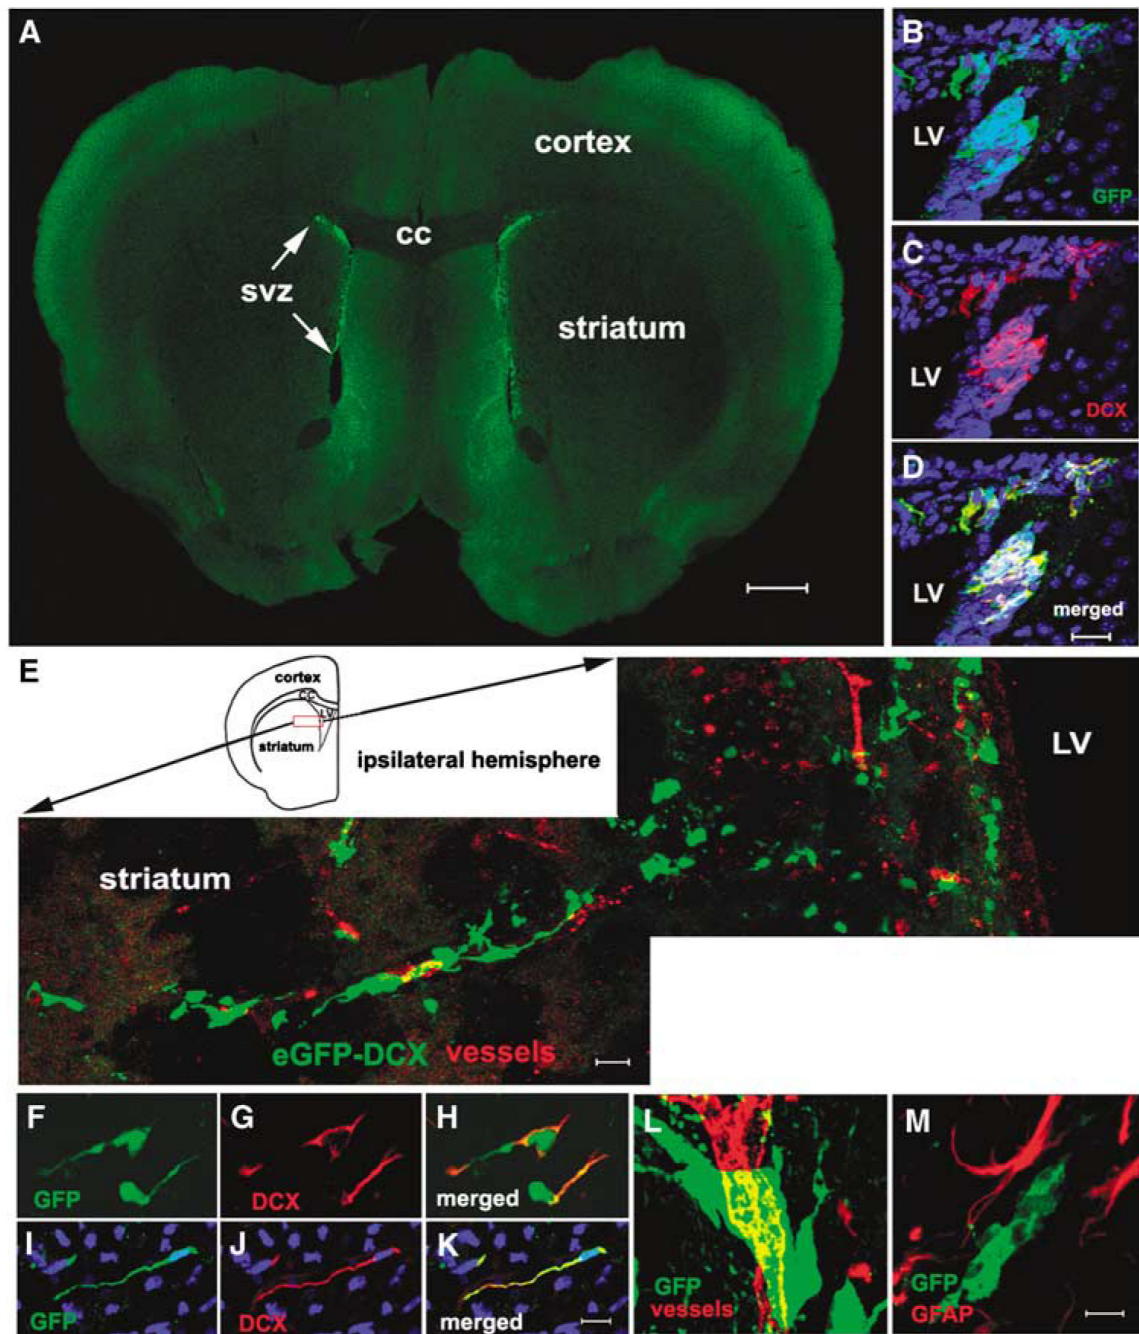 A
cortex
cc
svz
striatum
B
LV
GFP
C
LV
DCX
D
LV
merged
E
cortex
CC
LV
striatum
ipsilateral hemisphere
LV
striatum
eGFP-DCX vessels
F
GFP
G
DCX
H
merged
I
GFP
J
DCX
K
merged
L
GFP
vessels
M
GFP
GFAP